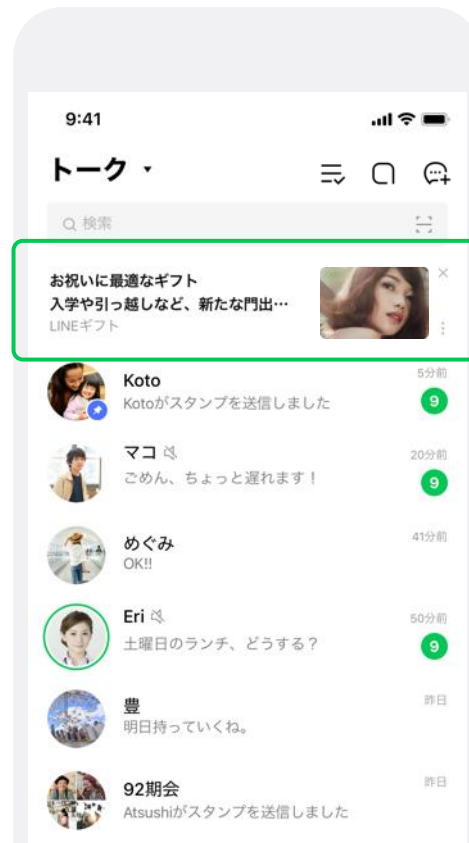 9:41
トーク
検索
お祝いに最適なギフト
入学や引っ越しなど、新たな門出…
LINEギフト
Koto
5分前
Kotoがスタンプを送信しました
9
マコ
20分前
ごめん、ちょっと遅れます！
9
めぐみ
41分前
OK!!
Eri
50分前
土曜日のランチ、どうする？
9
豊
昨日
明日持っていくね。
92期会
昨日
Atsushiがスタンプを送信しました